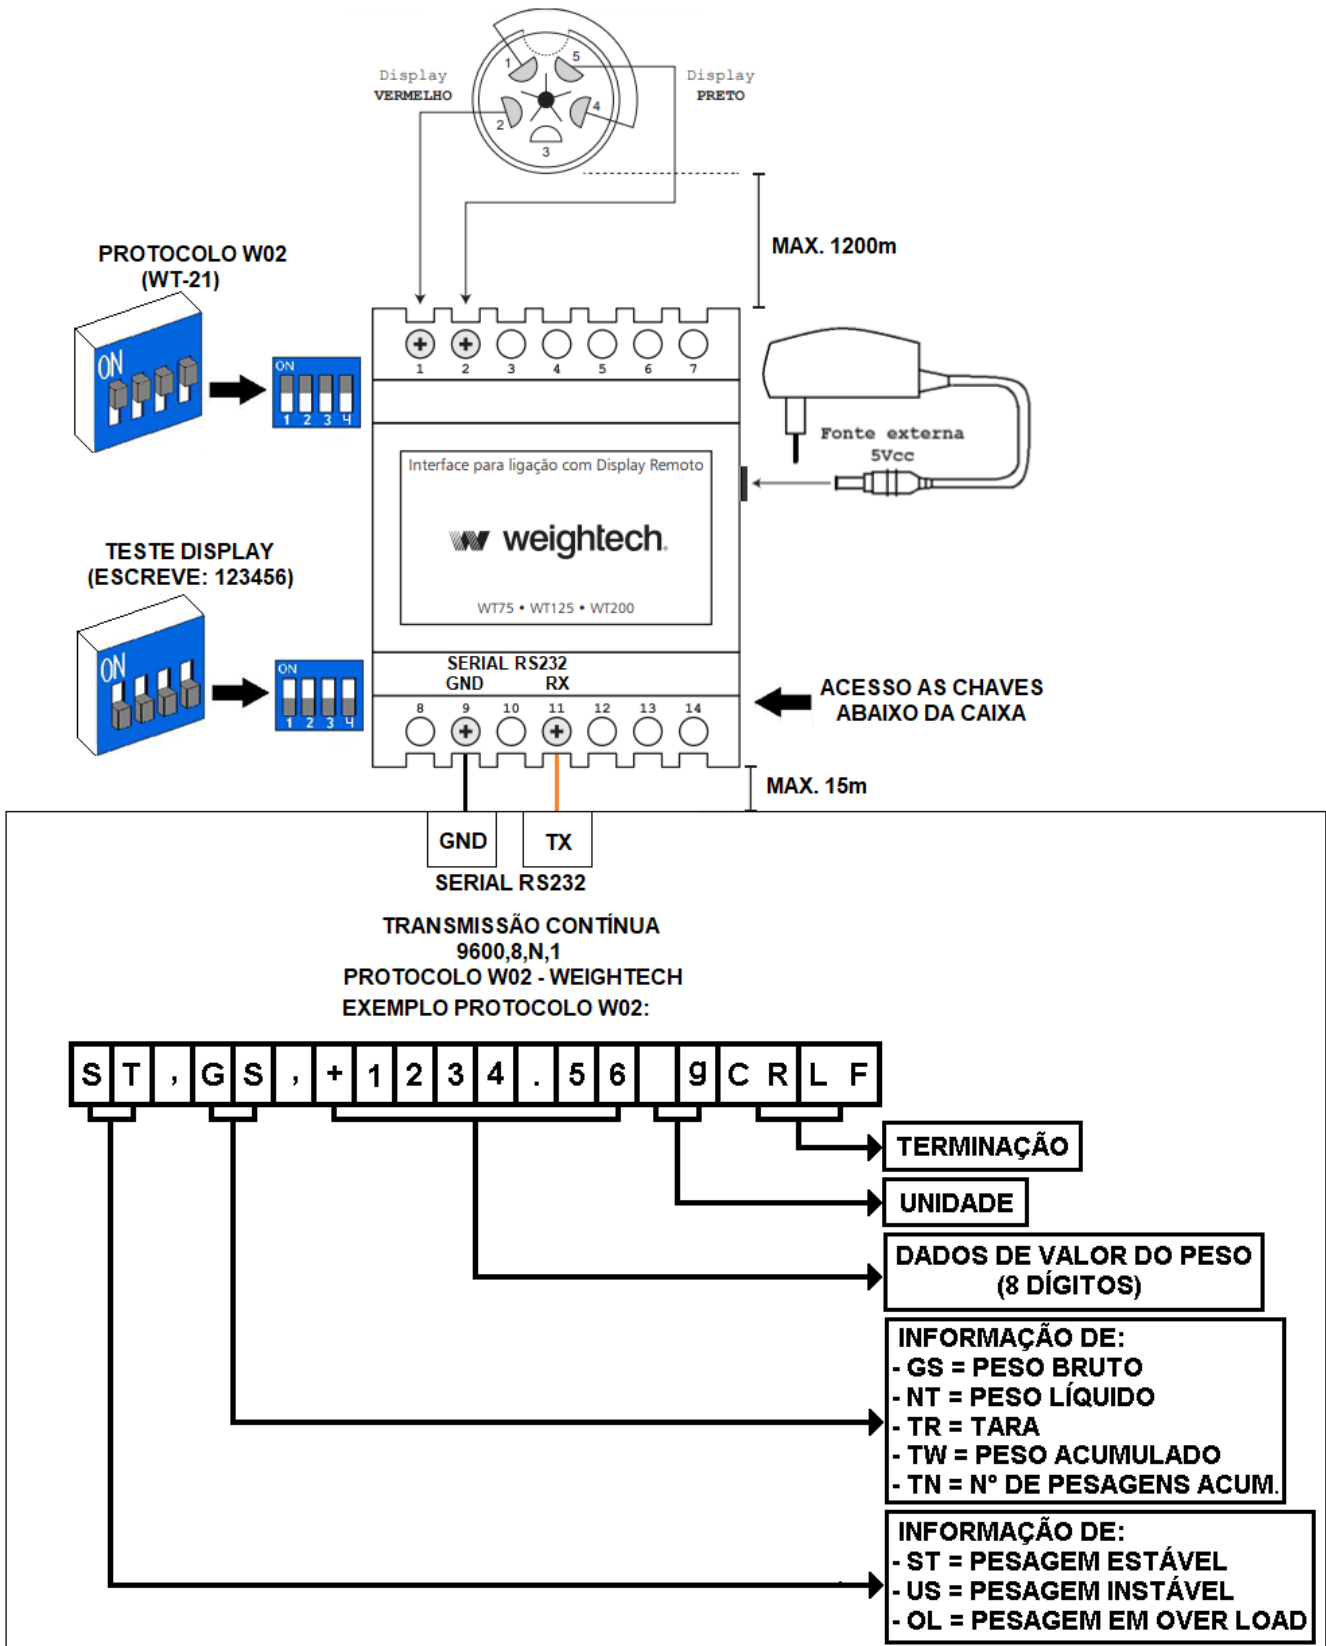 1
5
2
4
3
Display
VERMELHO
Display
PRETO
MAX. 1200m
PROTOCOLO W02
(WT-21)
ON
ON
1 2 3 4
1 2 3 4 5 6 7
Fonte externa
5Vcc
Interface para ligação com Display Remoto
weightech
WT75 • WT125 • WT200
TESTE DISPLAY
(ESCREVE: 123456)
ON
ON
1 2 3 4
SERIAL RS232
GND RX
8 9 10 11 12 13 14
ACESSO AS CHAVES
ABAIXO DA CAIXA
MAX. 15m
GND TX
SERIAL RS232
TRANSMISSÃO CONTÍNUA
9600,8,N,1
PROTOCOLO W02 - WEIGHTECH
EXEMPLO PROTOCOLO W02:
S T , G S , + 1 2 3 4 . 5 6 g C R L F
TERMINAÇÃO
UNIDADE
DADOS DE VALOR DO PESO
(8 DÍGITOS)
INFORMAÇÃO DE:
- GS = PESO BRUTO
- NT = PESO LÍQUIDO
- TR = TARA
- TW = PESO ACUMULADO
- TN = N° DE PESAGENS ACUM.
INFORMAÇÃO DE:
- ST = PESAGEM ESTÁVEL
- US = PESAGEM INSTÁVEL
- OL = PESAGEM EM OVER LOAD